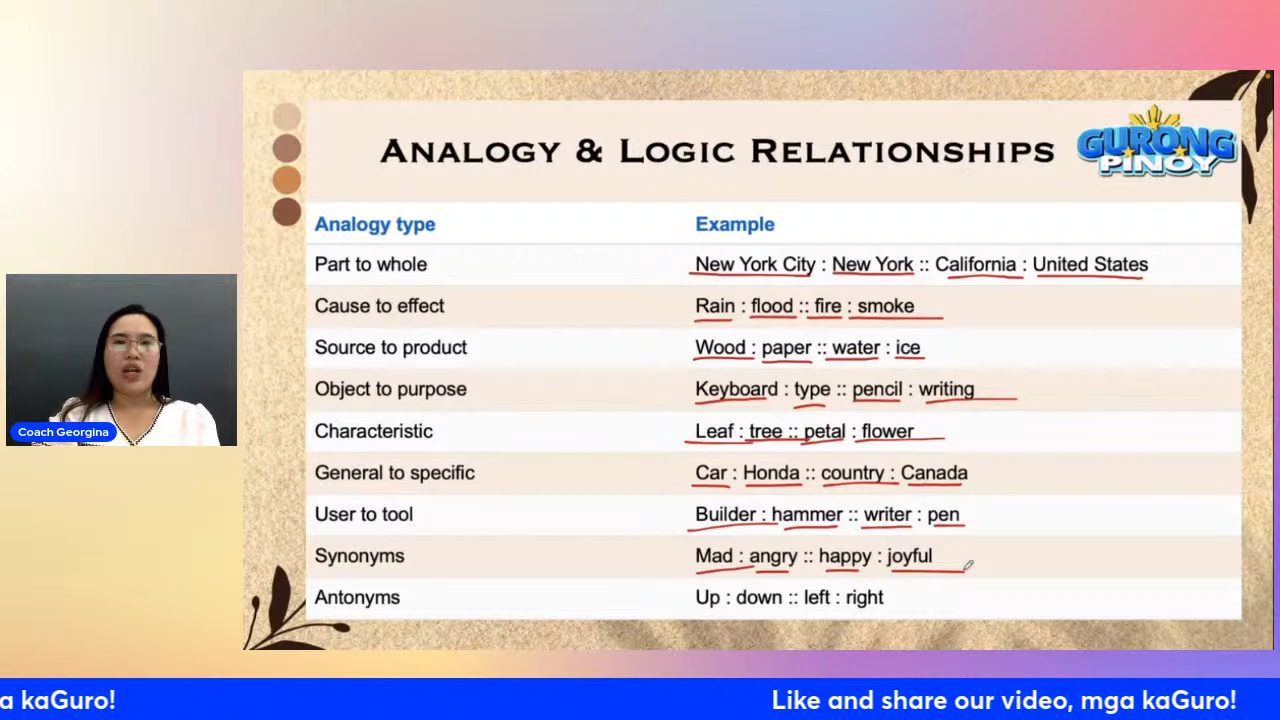 ANALOGY & LOGIC RELATIONSHIPS
GURONG
PINOY
Analogy type Example
Part to whole New York City : New York :: California : United States
Cause to effect Rain : flood :: fire : smoke
Source to product Wood : paper :: water : ice
Object to purpose Keyboard : type :: pencil : writing
Characteristic Leaf : tree :: petal : flower
General to specific Car : Honda :: country : Canada
User to tool Builder : hammer :: writer : pen
Synonyms Mad : angry :: happy : joyful
Antonyms Up : down :: left : right
Coach Georgina
a kaGuro! Like and share our video, mga kaGuro!